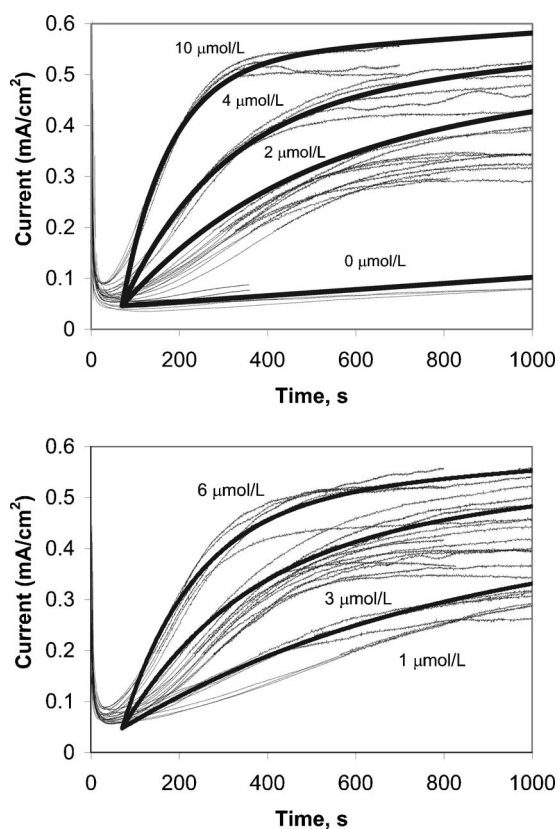 0.6
10 μmol/L
0.5
4 μmol/L
0.4
2 μmol/L
0.3
0.2
0 μmol/L
0.1
0
0 200 400 600 800 1000
Current (mA/cm²)
Time, s
0.6
6 μmol/L
0.5
0.4
3 μmol/L
0.3
0.2
1 μmol/L
0.1
0
0 200 400 600 800 1000
Current (mA/cm²)
Time, s